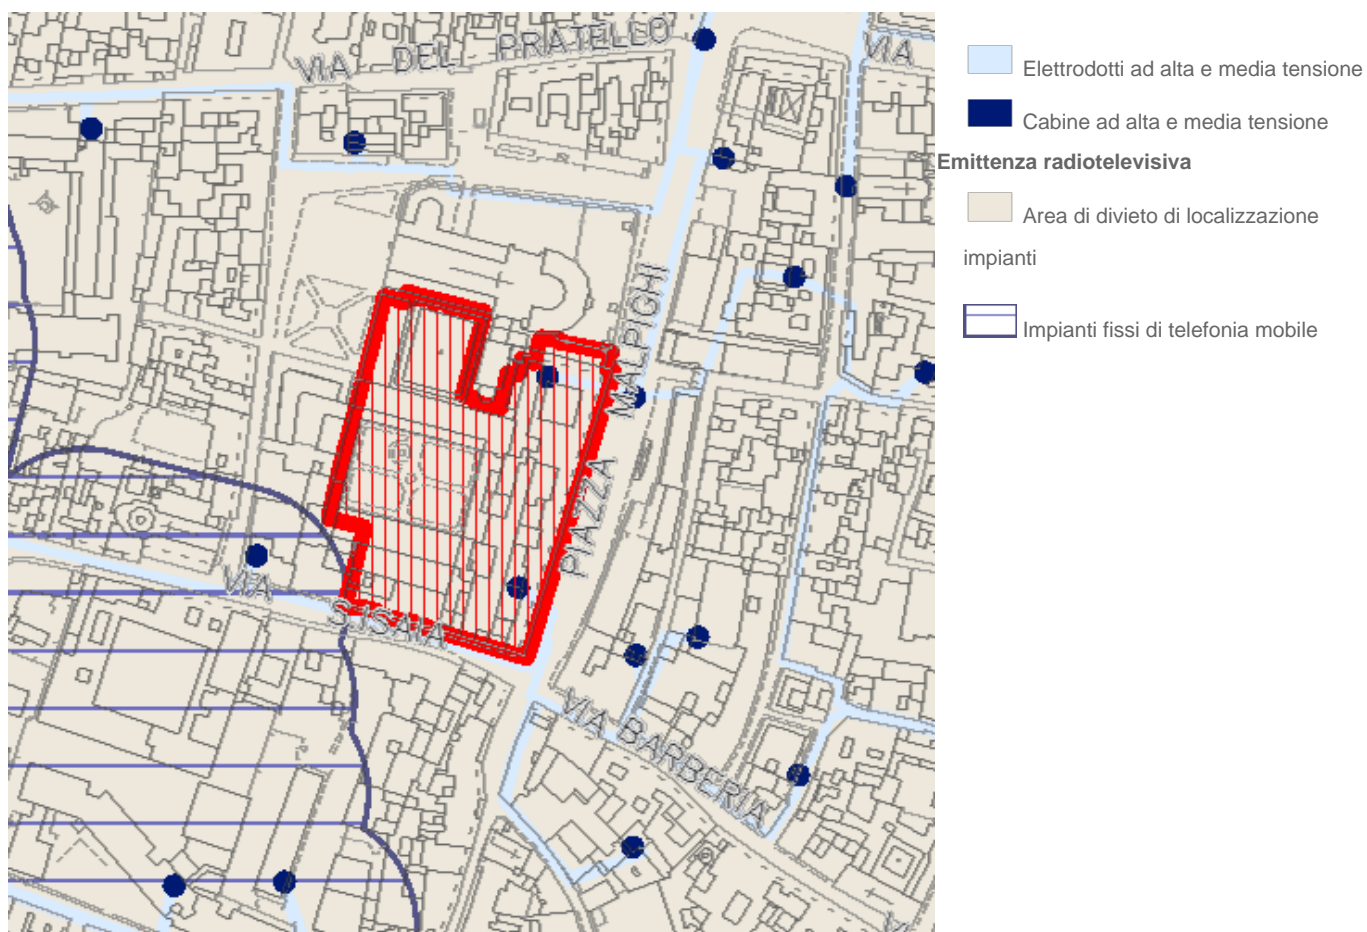 VIA DEL PRATELLO
VIA
Elettrodotti ad alta e media tensione
Cabine ad alta e media tensione
Emittenza radiotelevisiva
Area di divieto di localizzazione
impianti
Impianti fissi di telefonia mobile
PIAZZA MALPIGHI
VIA S.ISAIA
VIA BARBERIA